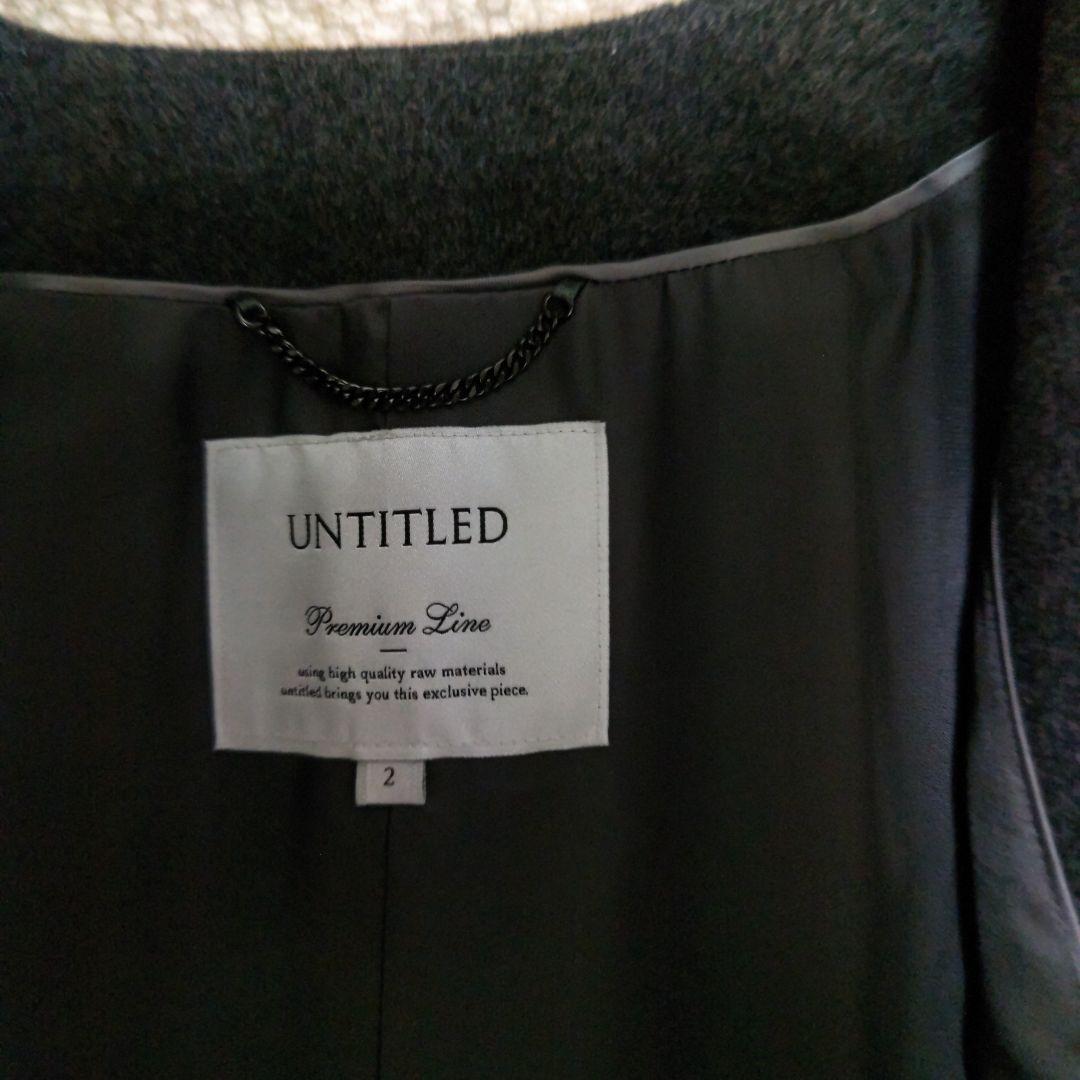 UNTITLED
Premium Line
using high quality raw materials
untitled brings you this exclusive piece.
2